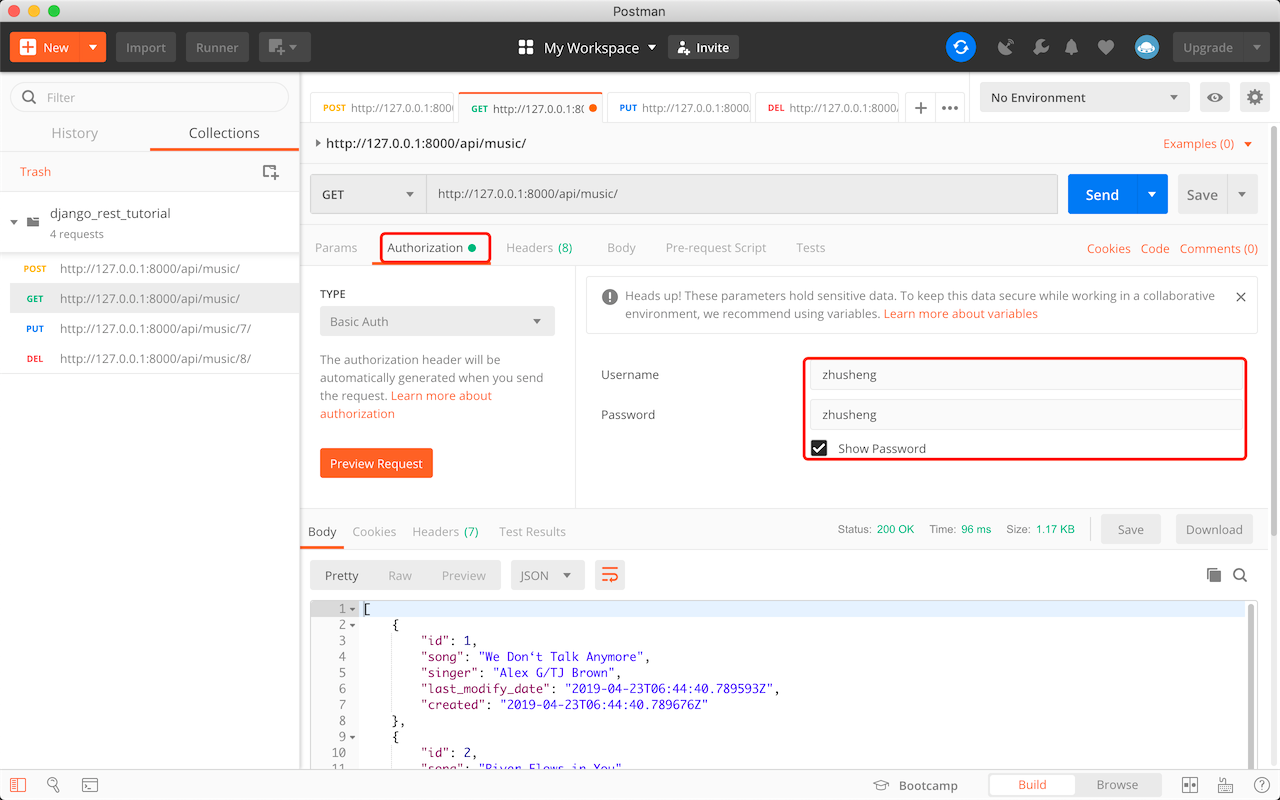 Postman
New
Import
Runner
My Workspace
Invite
Upgrade
Filter
History
Collections
Trash
django_rest_tutorial
4 requests
POST http://127.0.0.1:8000/api/music/
GET http://127.0.0.1:8000/api/music/
PUT http://127.0.0.1:8000/api/music/7/
DEL http://127.0.0.1:8000/api/music/8/
POST http://127.0.0.1:8000
GET http://127.0.0.1:80
PUT http://127.0.0.1:8000.
DEL http://127.0.0.1:8000/
No Environment
http://127.0.0.1:8000/api/music/
Examples (0)
GET
http://127.0.0.1:8000/api/music/
Send
Save
Params
Authorization
Headers (8)
Body
Pre-request Script
Tests
Cookies
Code
Comments (0)
TYPE
Basic Auth
The authorization header will be
automatically generated when you send
the request. Learn more about
authorization
Preview Request
Heads up! These parameters hold sensitive data. To keep this data secure while working in a collaborative
environment, we recommend using variables. Learn more about variables
Username
zhusheng
Password
zhusheng
Show Password
Body
Cookies
Headers (7)
Test Results
Status: 200 OK
Time: 96 ms
Size: 1.17 KB
Save
Download
Pretty
Raw
Preview
JSON
1 [
2 {
3 "id": 1,
4 "song": "We Don‘t Talk Anymore",
5 "singer": "Alex G/TJ Brown",
6 "last_modify_date": "2019-04-23T06:44:40.789593Z",
7 "created": "2019-04-23T06:44:40.789676Z"
8 },
9 {
10 "id": 2,
11 "song": "River Flows in You"
Bootcamp
Build
Browse